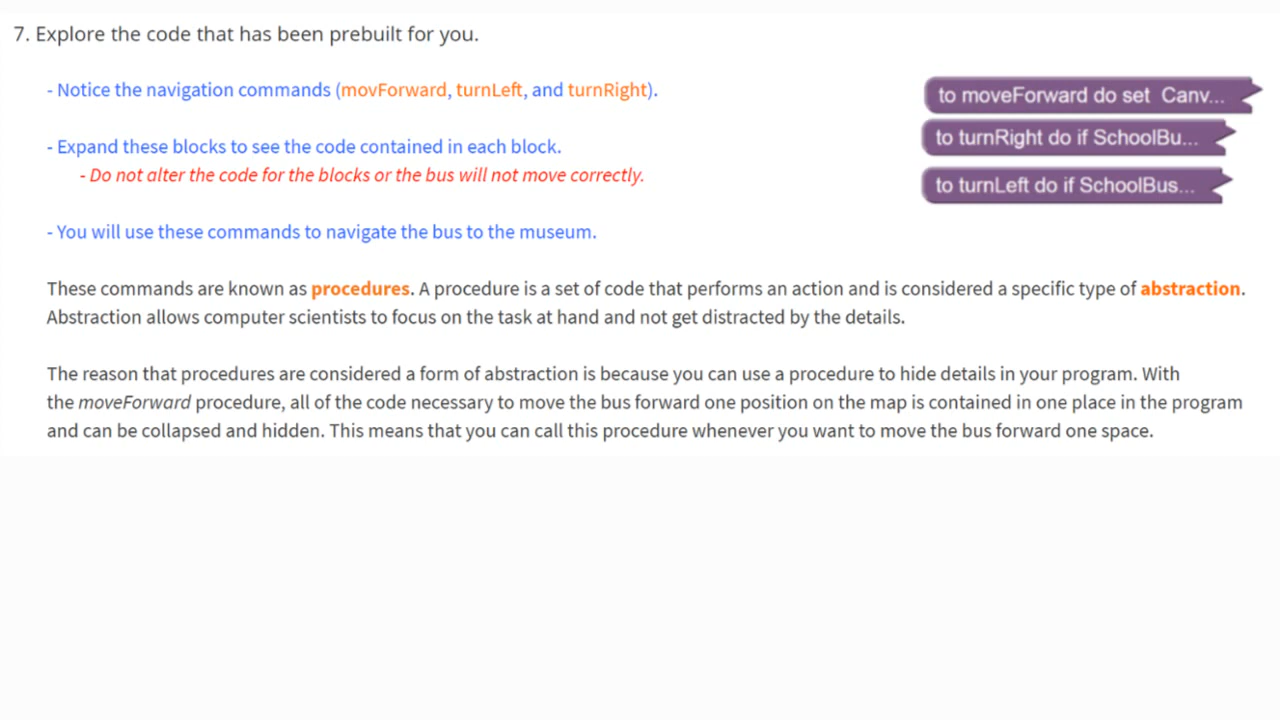 7. Explore the code that has been prebuilt for you.
- Notice the navigation commands (movForward, turnLeft, and turnRight).
to moveForward do set Canv...
to turnRight do if SchoolBu...
- Expand these blocks to see the code contained in each block.
- Do not alter the code for the blocks or the bus will not move correctly.
to turnLeft do if SchoolBus...
- You will use these commands to navigate the bus to the museum.
These commands are known as procedures. A procedure is a set of code that performs an action and is considered a specific type of abstraction.
Abstraction allows computer scientists to focus on the task at hand and not get distracted by the details.
The reason that procedures are considered a form of abstraction is because you can use a procedure to hide details in your program. With
the moveForward procedure, all of the code necessary to move the bus forward one position on the map is contained in one place in the program
and can be collapsed and hidden. This means that you can call this procedure whenever you want to move the bus forward one space.